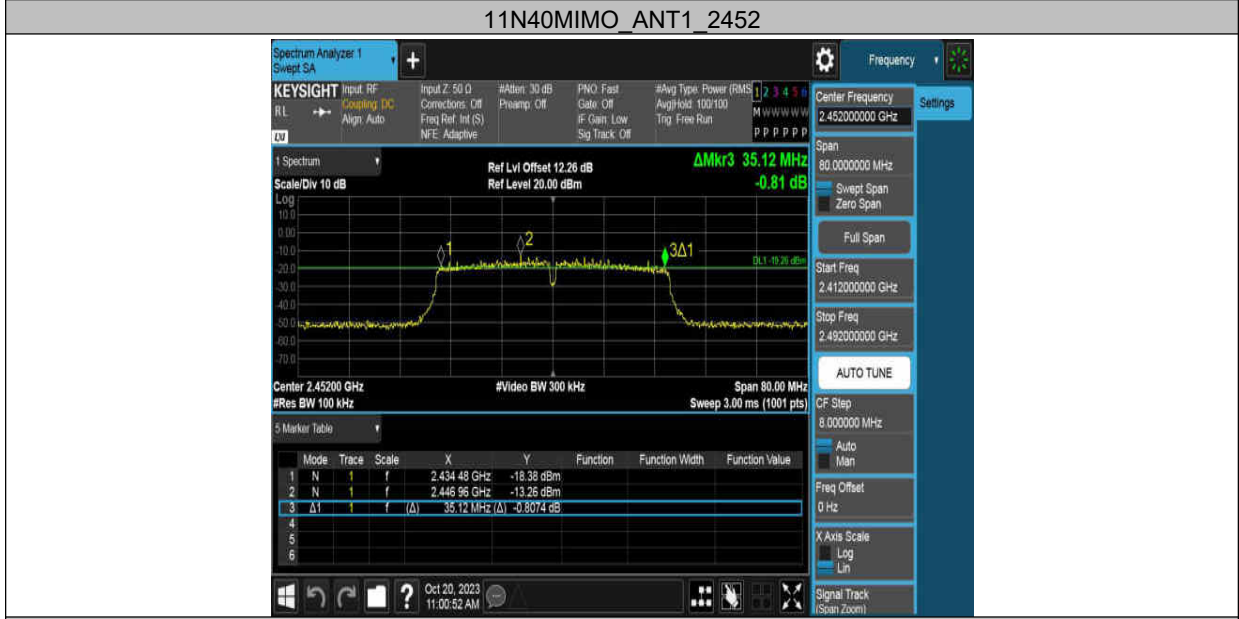 11N40MIMO_ANT1_2452
Spectrum Analyzer 1
Swept SA
+
Frequency
KEYSIGHT
RL
LXI
Input: RF
Coupling: DC
Align: Auto
Input Z: 50 Ω
Corrections: Off
Freq Ref: Int (S)
NFE: Adaptive
#Atten: 30 dB
Preamp: Off
PNO: Fast
Gate: Off
IF Gain: Low
Sig Track: Off
#Avg Type: Power (RMS
Avg|Hold: 100/100
Trig: Free Run
1 2 3 4 5 6
M W W W W W
P P P P P P
Center Frequency
2.452000000 GHz
Settings
Span
80.0000000 MHz
Swept Span
Zero Span
Full Span
Start Freq
2.412000000 GHz
Stop Freq
2.492000000 GHz
AUTO TUNE
CF Step
8.000000 MHz
Auto
Man
Freq Offset
0 Hz
X Axis Scale
Log
Lin
Signal Track
(Span Zoom)
1 Spectrum
Scale/Div 10 dB
Log
Ref Lvl Offset 12.26 dB
Ref Level 20.00 dBm
ΔMkr3 35.12 MHz
-0.81 dB
10.0
0.00
-10.0
-20.0
-30.0
-40.0
-50.0
-60.0
-70.0
1
2
3Δ1
DL1 -19.26 dBm
Center 2.45200 GHz
#Video BW 300 kHz
Span 80.00 MHz
#Res BW 100 kHz
Sweep 3.00 ms (1001 pts)
5 Marker Table
Mode Trace Scale X Y Function Function Width Function Value
1 N 1 f 2.434 48 GHz -18.38 dBm
2 N 1 f 2.446 96 GHz -13.26 dBm
3 Δ1 1 f (Δ) 35.12 MHz (Δ) -0.8074 dB
4
5
6
?
Oct 20, 2023
11:00:52 AM